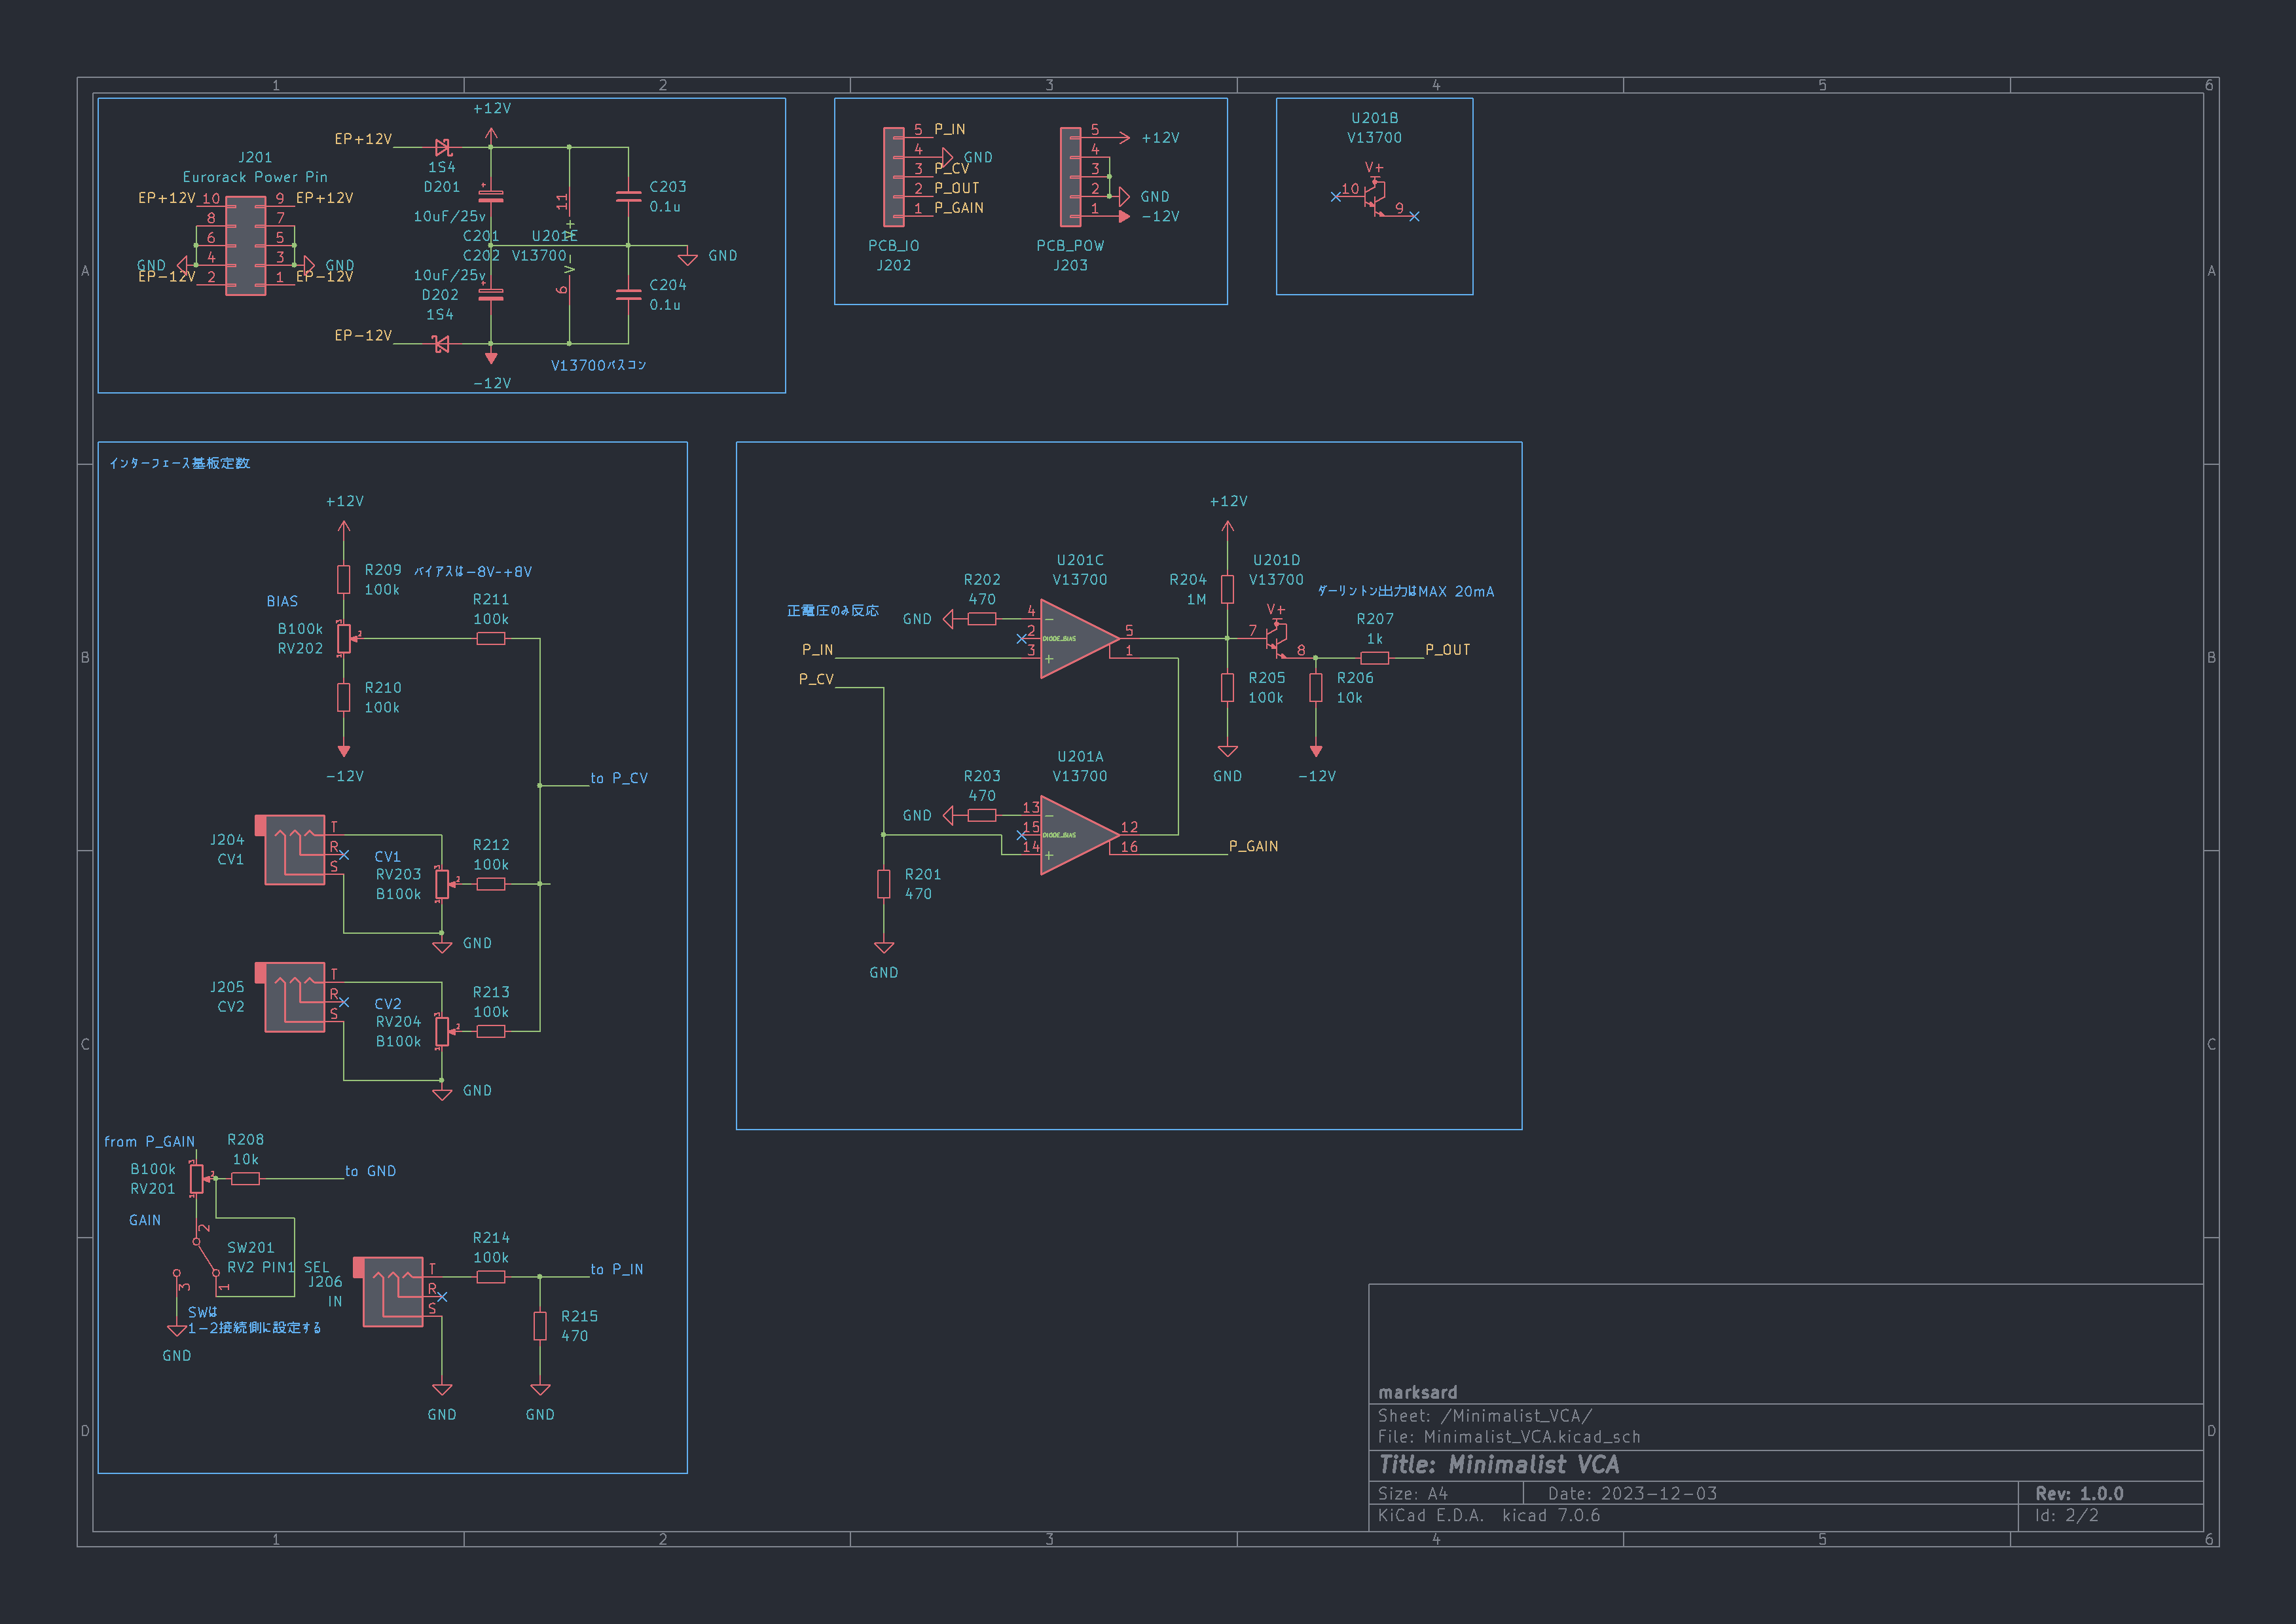 1 2 3 4 5 6
A
B
C
D
+12V
EP+12V
1S4
D201
J201
Eurorack Power Pin
EP+12V 10 9 EP+12V
8 7
6 5
GND 4 3 GND
EP-12V 2 1 EP-12V
10uF/25v
C201
C202
10uF/25v
D202
1S4
EP-12V
-12V
11
V+
U201E
V13700
V-
6
C203
0.1u
GND
C204
0.1u
V13700パスコン
5 P_IN
4 GND
3 P_CV
2 P_OUT
1 P_GAIN
PCB_IO
J202
5 +12V
4
3
2 GND
1 -12V
PCB_POW
J203
U201B
V13700
V+
10
9
インターフェース基板定数
+12V
R209
100k
バイアスは-8V-+8V
BIAS
B100k
RV202
R211
100k
R210
100k
-12V
to P_CV
J204
CV1
T
R
S
CV1
RV203
B100k
R212
100k
GND
J205
CV2
T
R
S
CV2
RV204
B100k
R213
100k
GND
from P_GAIN
R208
10k
B100k
RV201
to GND
GAIN
2
SW201
RV2 PIN1 SEL
3
1
SWは
1-2接続側に設定する
GND
J206
IN
T
R
S
R214
100k
to P_IN
R215
470
GND
GND
正電圧のみ反応
P_IN
P_CV
GND
R202
470
U201C
V13700
4
2
3
-
DIODE_BIAS
+
5
1
+12V
R204
1M
U201D
V13700
ダーリントン出力はMAX 20mA
V+
7
8
R207
1k
P_OUT
R205
100k
GND
R206
10k
-12V
GND
R203
470
U201A
V13700
13
15
14
-
DIODE_BIAS
+
12
16
P_GAIN
R201
470
GND
marksard
Sheet: /Minimalist_VCA/
File: Minimalist_VCA.kicad_sch
Title: Minimalist VCA
Size: A4 Date: 2023-12-03 Rev: 1.0.0
KiCad E.D.A. kicad 7.0.6 Id: 2/2
A
B
C
D
1 2 3 4 5 6